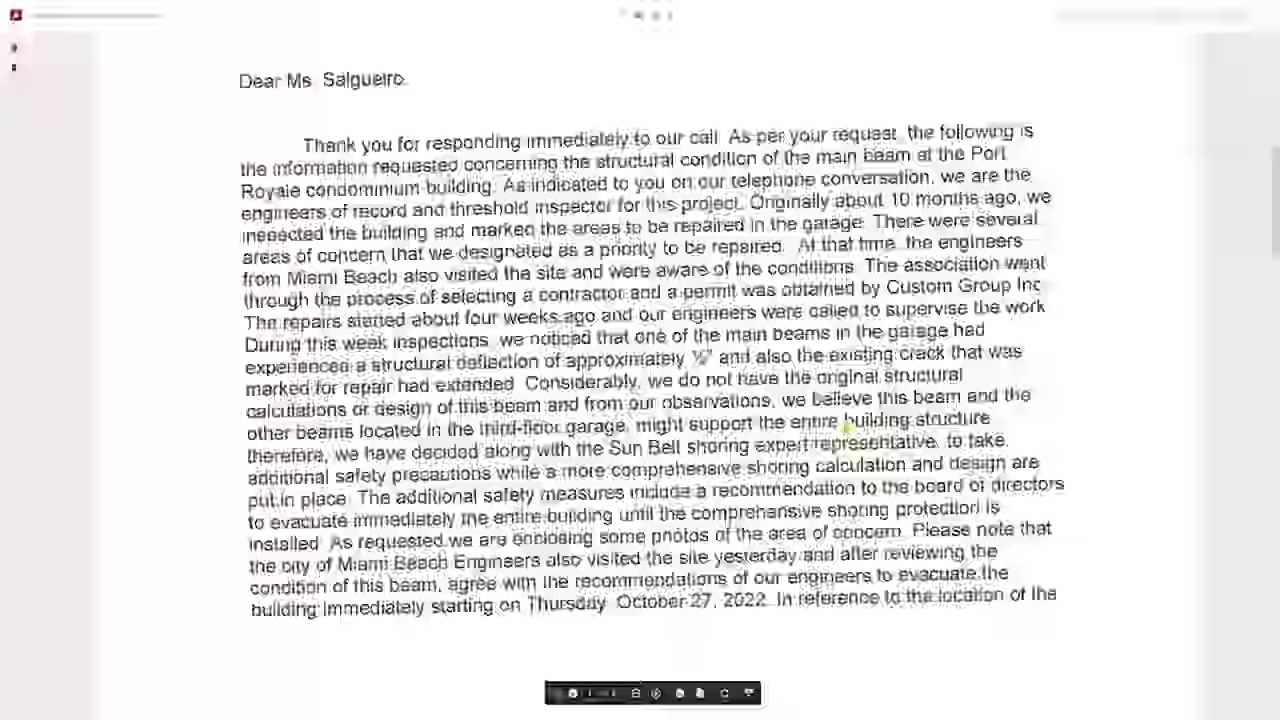 Dear Ms. Salgueiro.
Thank you for responding immediately to our call. As per your request, the following is
the information requested concerning the structural condition of the main beam at the Port
Royale condominium building. As indicated to you on our telephone conversation, we are the
engineers of record and threshold inspector for this project. Originally about 10 months ago, we
inspected the building and marked the areas to be repaired in the garage. There were several
areas of concern that we designated as a priority to be repaired. At that time, the engineers
from Miami Beach also visited the site and were aware of the conditions. The association went
through the process of selecting a contractor and a permit was obtained by Custom Group Inc.
The repairs started about four weeks ago and our engineers were called to supervise the work.
During this week inspections, we noticed that one of the main beams in the garage had
experienced a structural deflection of approximately ½" and also the existing crack that was
marked for repair had extended. Considerably, we do not have the original structural
calculations or design of this beam and from our observations, we believe this beam and the
other beams located in the third-floor garage, might support the entire building structure
therefore, we have decided along with the Sun Bell shoring expert representative, to take
additional safety precautions while a more comprehensive shoring calculation and design are
put in place. The additional safety measures include a recommendation to the board of directors
to evacuate immediately the entire building until the comprehensive shoring protection is
installed. As requested we are enclosing some photos of the area of concern. Please note that
the city of Miami Beach Engineers also visited the site yesterday and after reviewing the
condition of this beam, agree with the recommendations of our engineers to evacuate the
building immediately starting on Thursday, October 27, 2022. In reference to the location of the